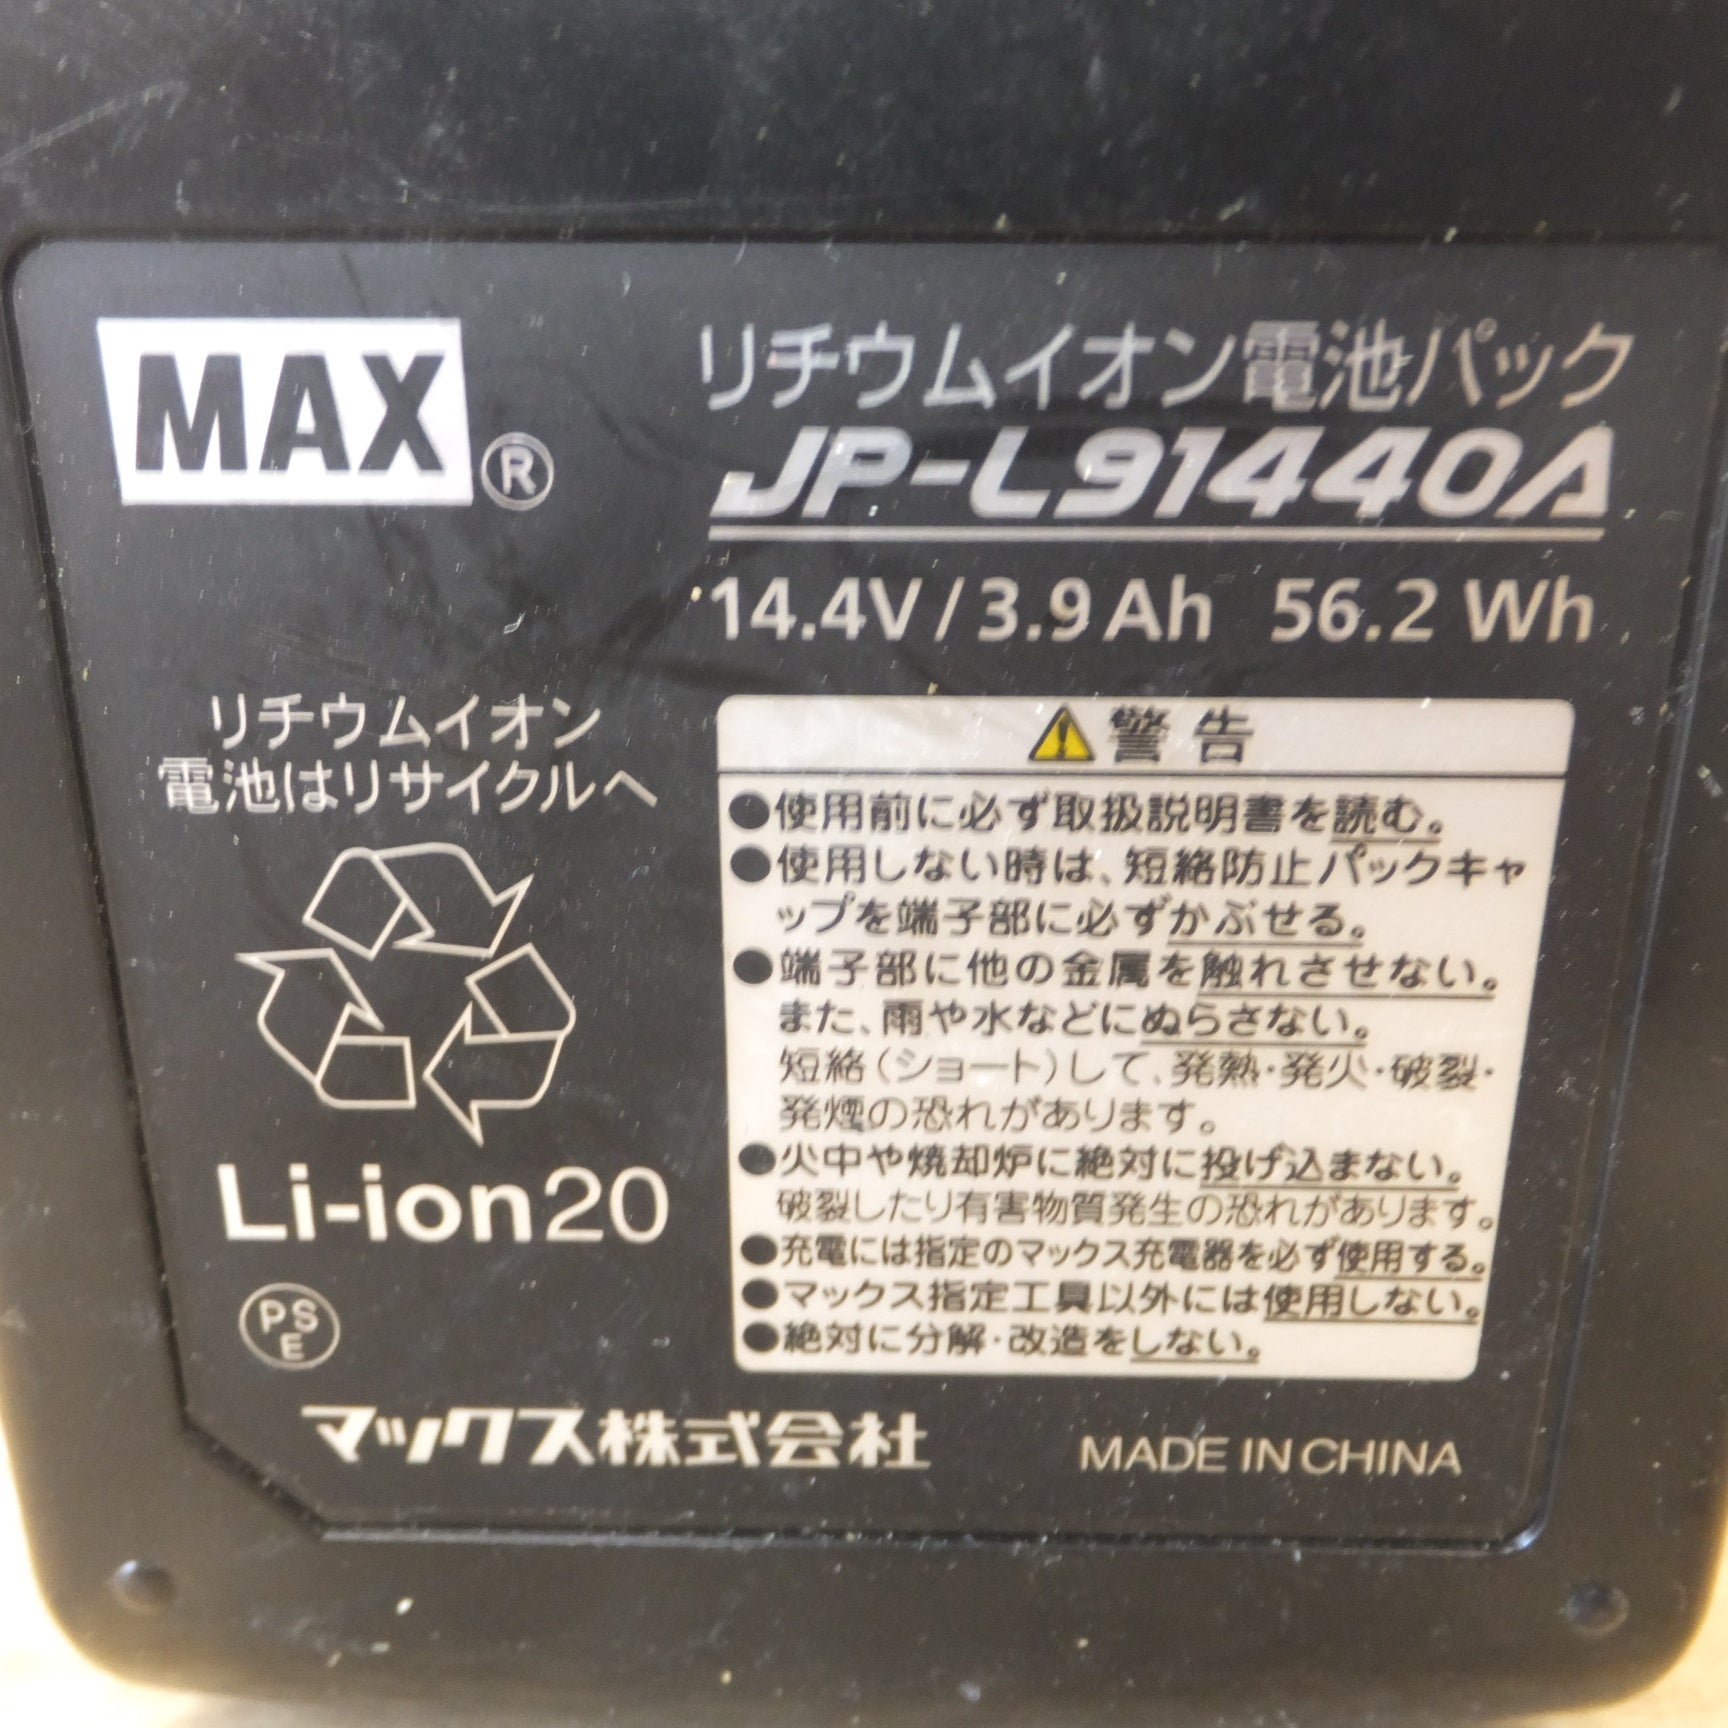 MAX®
リチウムイオン電池パック
JP-L91440A
14.4V / 3.9 Ah 56.2 Wh
リチウムイオン
電池はリサイクルへ
Li-ion20
PS
E
⚠警告
●使用前に必ず取扱説明書を読む。
●使用しない時は、短絡防止パックキャ
ップを端子部に必ずかぶせる。
●端子部に他の金属を触れさせない。
また、雨や水などにぬらさない。
短絡(ショート)して、発熱・発火・破裂・
発煙の恐れがあります。
●火中や焼却炉に絶対に投げ込まない。
破裂したり有害物質発生の恐れがあります。
●充電には指定のマックス充電器を必ず使用する。
●マックス指定工具以外には使用しない。
●絶対に分解・改造をしない。
マックス株式会社
MADE IN CHINA